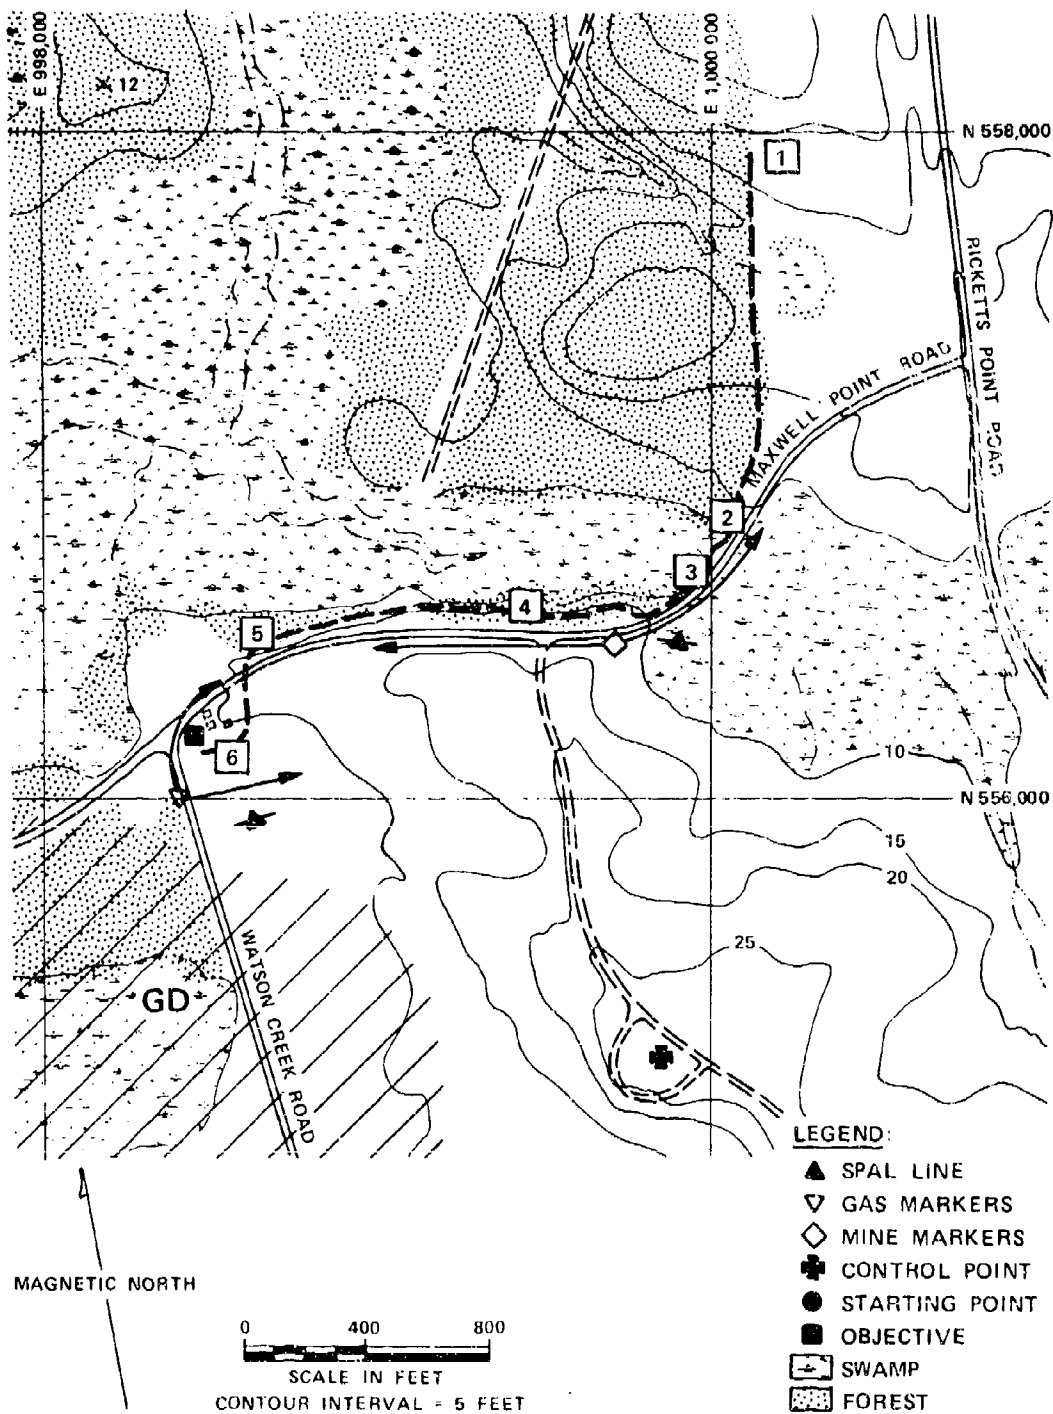 E 998,000
E 1,000,000
12
N 558,000
1
RICKETTS POINT ROAD
MAXWELL POINT ROAD
2
3
4
5
6
10
N 556,000
15
20
25
WATSON CREEK ROAD
GD
LEGEND:
SPAL LINE
GAS MARKERS
MINE MARKERS
CONTROL POINT
STARTING POINT
OBJECTIVE
SWAMP
FOREST
MAGNETIC NORTH
0 400 800
SCALE IN FEET
CONTOUR INTERVAL = 5 FEET